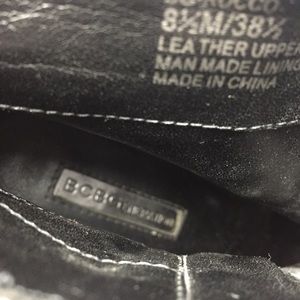 8½M/38½
LEATHER UPPER
MAN MADE LINING
MADE IN CHINA
BCBG